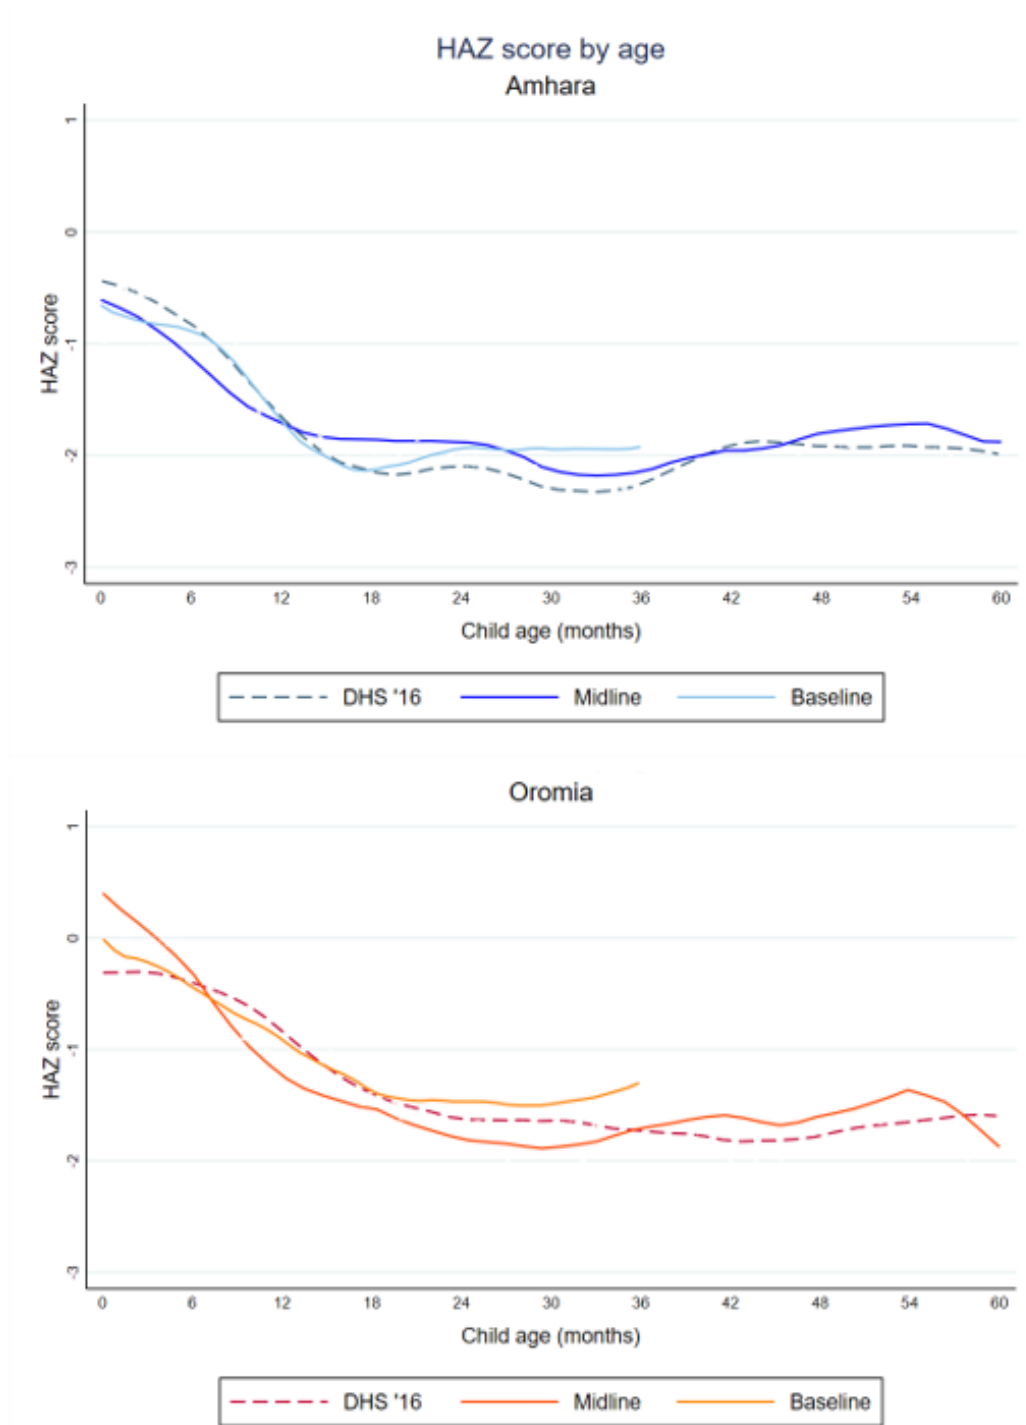 HAZ score by age
Amhara
HAZ score
1
0
-1
-2
-3
0 6 12 18 24 30 36 42 48 54 60
Child age (months)
DHS '16 Midline Baseline
Oromia
HAZ score
1
0
-1
-2
-3
0 6 12 18 24 30 36 42 48 54 60
Child age (months)
DHS '16 Midline Baseline